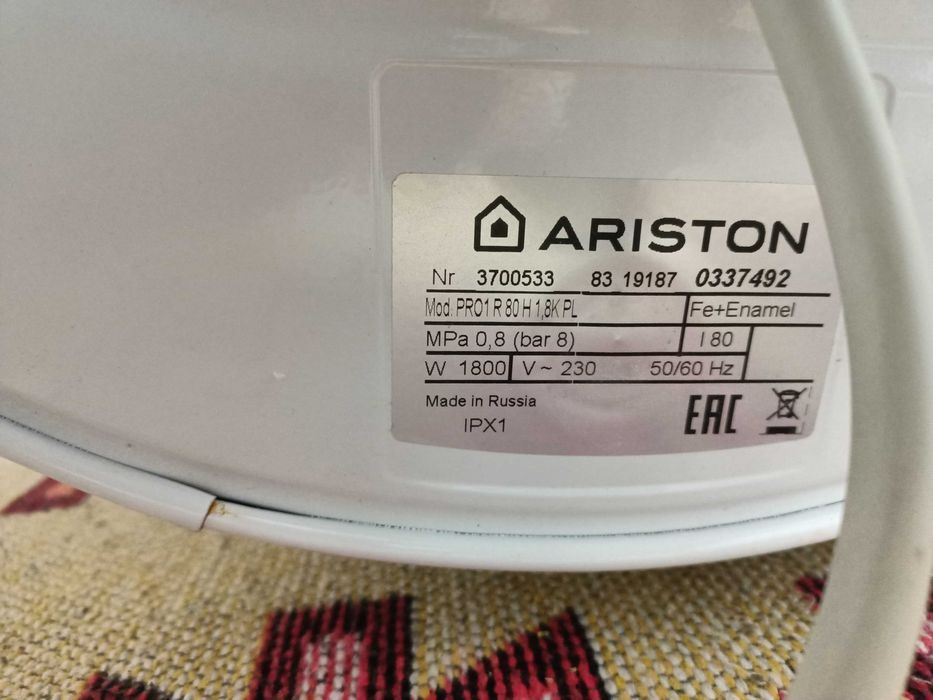 ARISTON
Nr 3700533 83 19187 0337492
Mod. PRO1 R 80 H 1,8K PL Fe+Enamel
MPa 0,8 (bar 8) l 80
W 1800 V~ 230 50/60 Hz
Made in Russia
IPX1 EAC